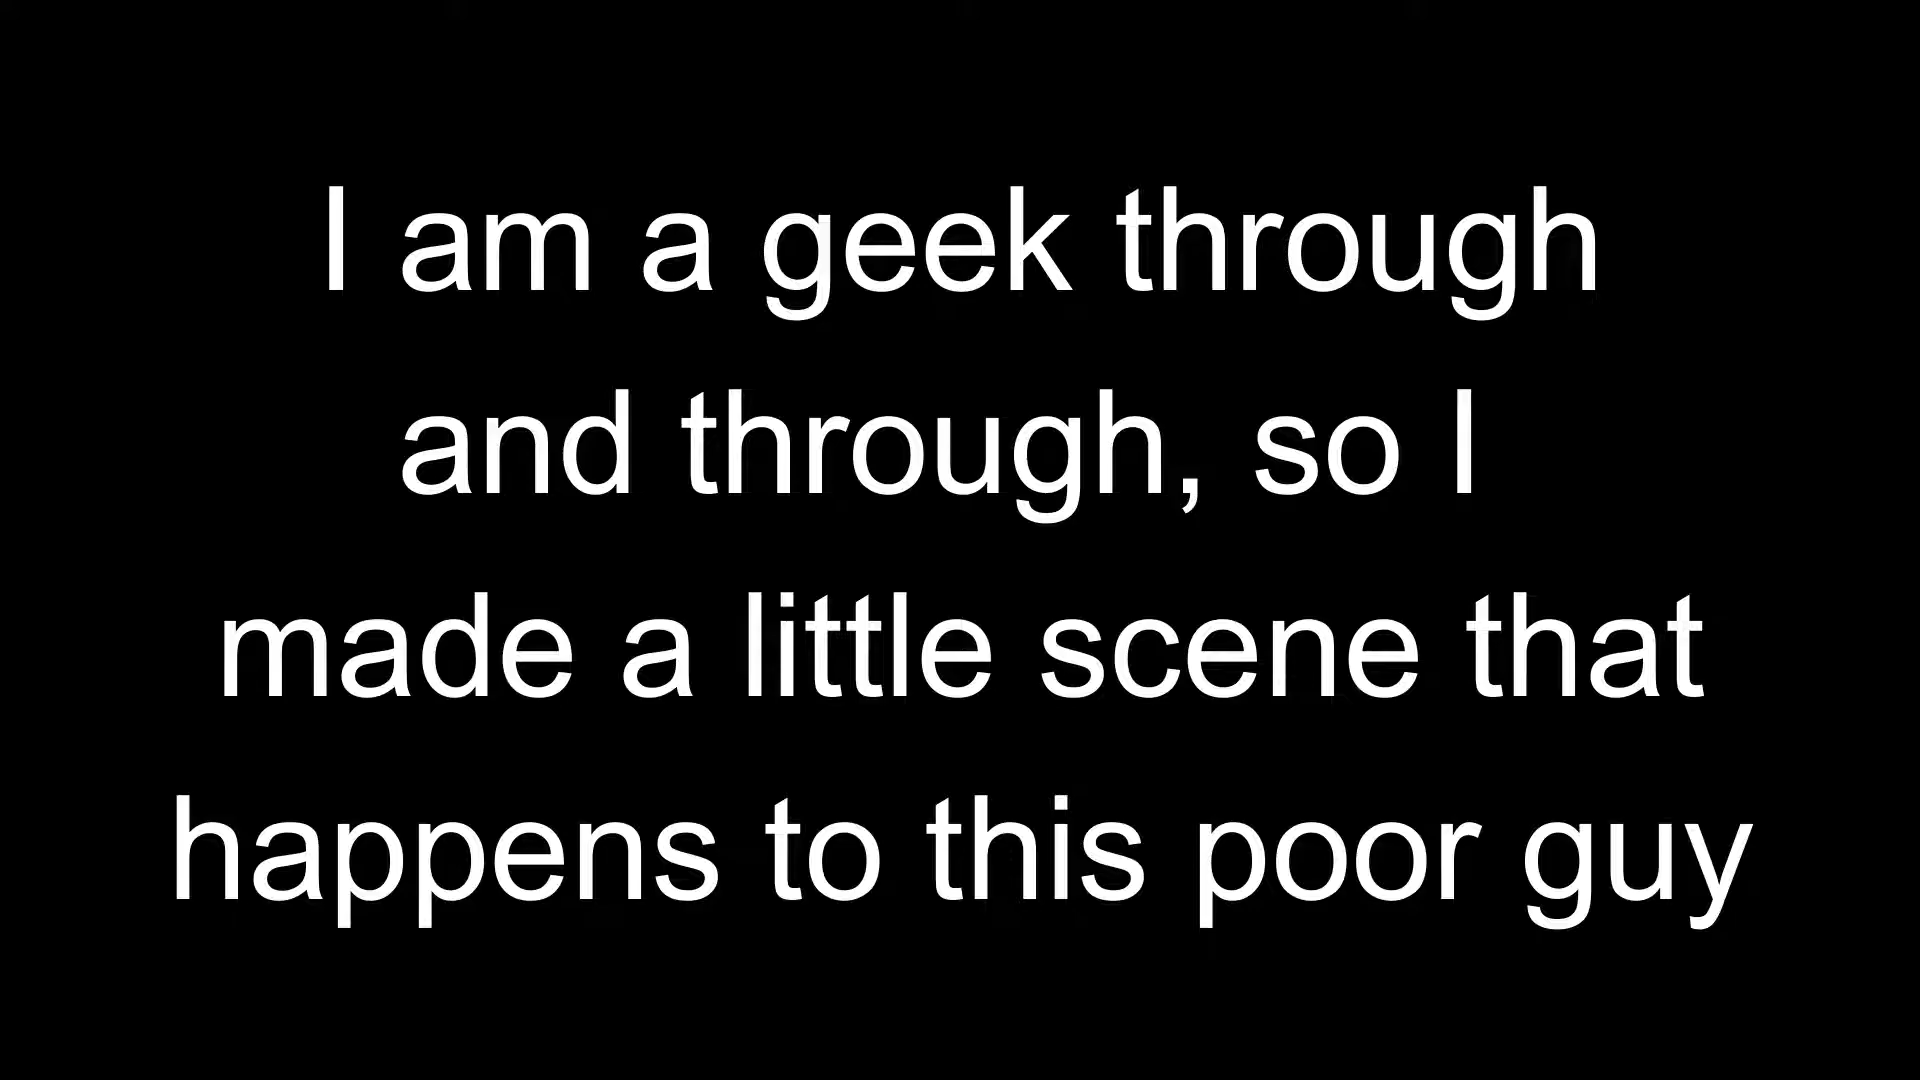 I am a geek through
and through, so I
made a little scene that
happens to this poor guy